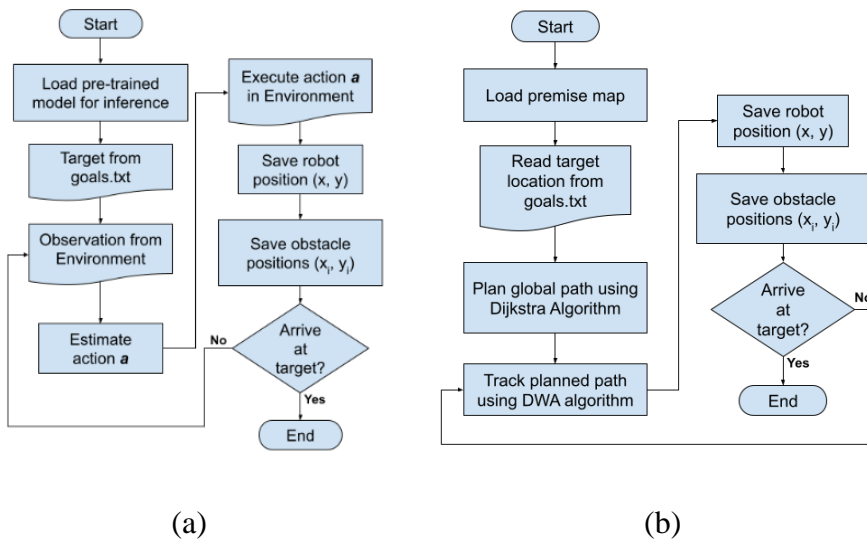 Start
Load pre-trained
model for inference
Target from
goals.txt
Observation from
Environment
Estimate
action a
Execute action a
in Environment
Save robot
position (x, y)
Save obstacle
positions (xᵢ, yᵢ)
Arrive
at
target?
No
Yes
End
(a)
Start
Load premise map
Read target
location from
goals.txt
Plan global path using
Dijkstra Algorithm
Track planned path
using DWA algorithm
Save robot
position (x, y)
Save obstacle
positions (xᵢ, yᵢ)
Arrive
at
target?
No
Yes
End
(b)